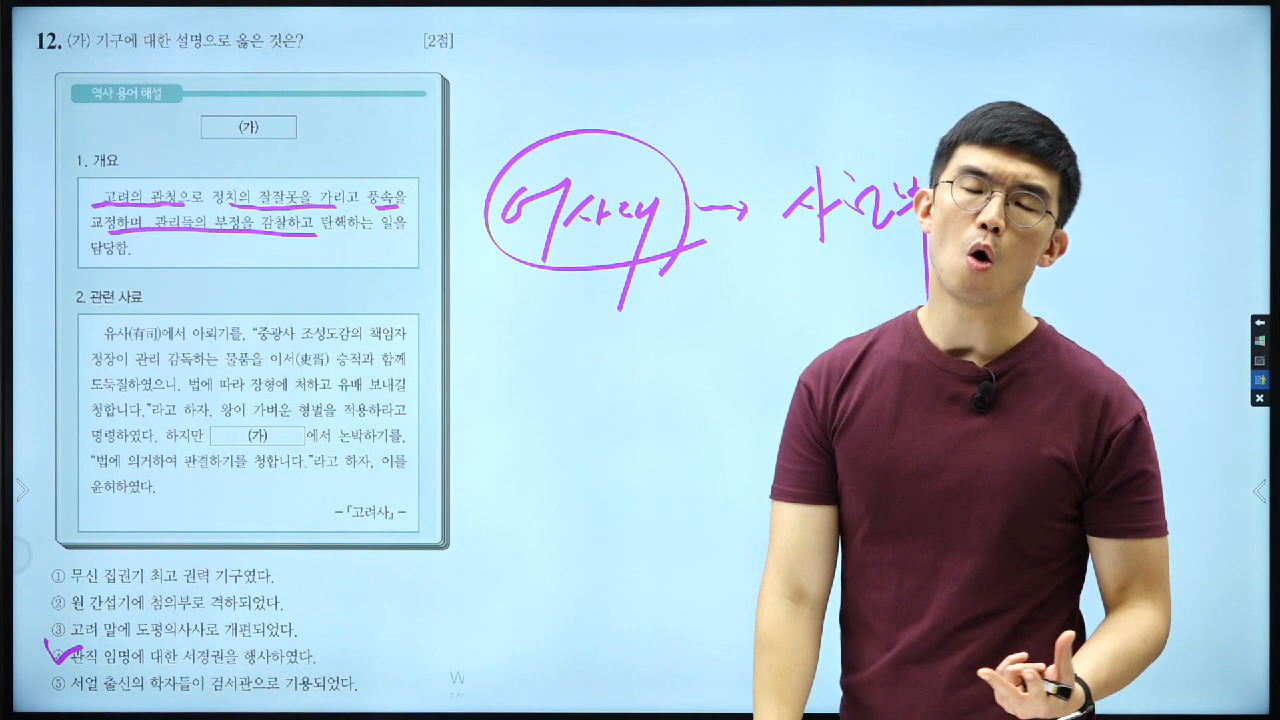 12. (가) 기구에 대한 설명으로 옳은 것은? [2점]
역사 용어 해설
(가)
1. 개요
고려의 관청으로 정치의 잘잘못을 가리고 풍속을
교정하며 관리들의 부정을 감찰하고 탄핵하는 일을
담당함.
2. 관련 사료
유사(有司)에서 아뢰기를, “중광사 조성도감의 책임자
정장이 관리 감독하는 물품을 이서(吏胥) 승적과 함께
도둑질하였으니, 법에 따라 장형에 처하고 유배 보내길
청합니다.”라고 하자, 왕이 가벼운 형벌을 적용하라고
명령하였다. 하지만 (가) 에서 논박하기를,
“법에 의거하여 판결하기를 청합니다.”라고 하자, 이를
윤허하였다.
-『고려사』-
① 무신 집권기 최고 권력 기구였다.
② 원 간섭기에 첨의부로 격하되었다.
③ 고려 말에 도평의사사로 개편되었다.
④ 관직 임명에 대한 서경권을 행사하였다.
⑤ 서얼 출신의 학자들이 검서관으로 기용되었다.
어사대 → 사헌부